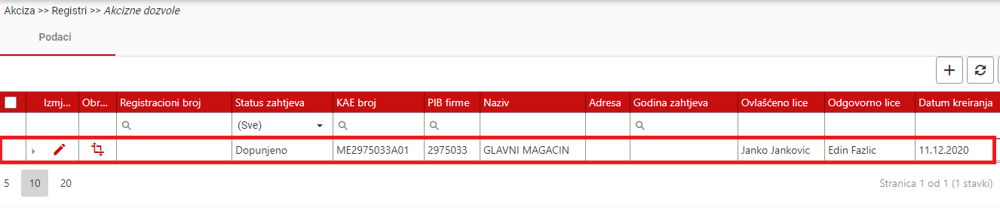 Akciza >> Registri >> Akcizne dozvole
Podaci
Izmj... Obr... Registracioni broj Status zahtjeva KAE broj PIB firme Naziv Adresa Godina zahtjeva Ovlašćeno lice Odgovorno lice Datum kreiranja
(Sve)
Dopunjeno ME2975033A01 2975033 GLAVNI MAGACIN Janko Jankovic Edin Fazlic 11.12.2020
5 10 20 Stranica 1 od 1 (1 stavki)